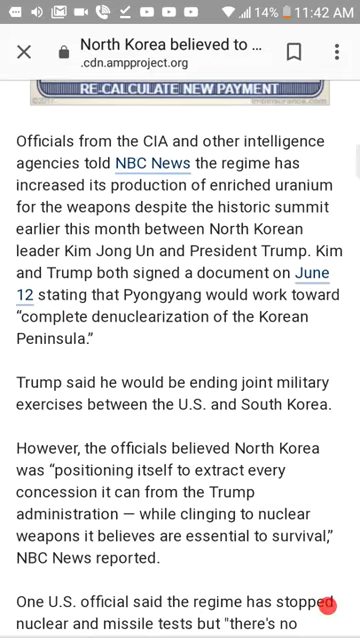 14% 11:42 AM
North Korea believed to ...
.cdn.ampproject.org
RE-CALCULATE NEW PAYMENT
Officials from the CIA and other intelligence
agencies told NBC News the regime has
increased its production of enriched uranium
for the weapons despite the historic summit
earlier this month between North Korean
leader Kim Jong Un and President Trump. Kim
and Trump both signed a document on June
12 stating that Pyongyang would work toward
“complete denuclearization of the Korean
Peninsula.”
Trump said he would be ending joint military
exercises between the U.S. and South Korea.
However, the officials believed North Korea
was “positioning itself to extract every
concession it can from the Trump
administration — while clinging to nuclear
weapons it believes are essential to survival,”
NBC News reported.
One U.S. official said the regime has stopped
nuclear and missile tests but "there's no